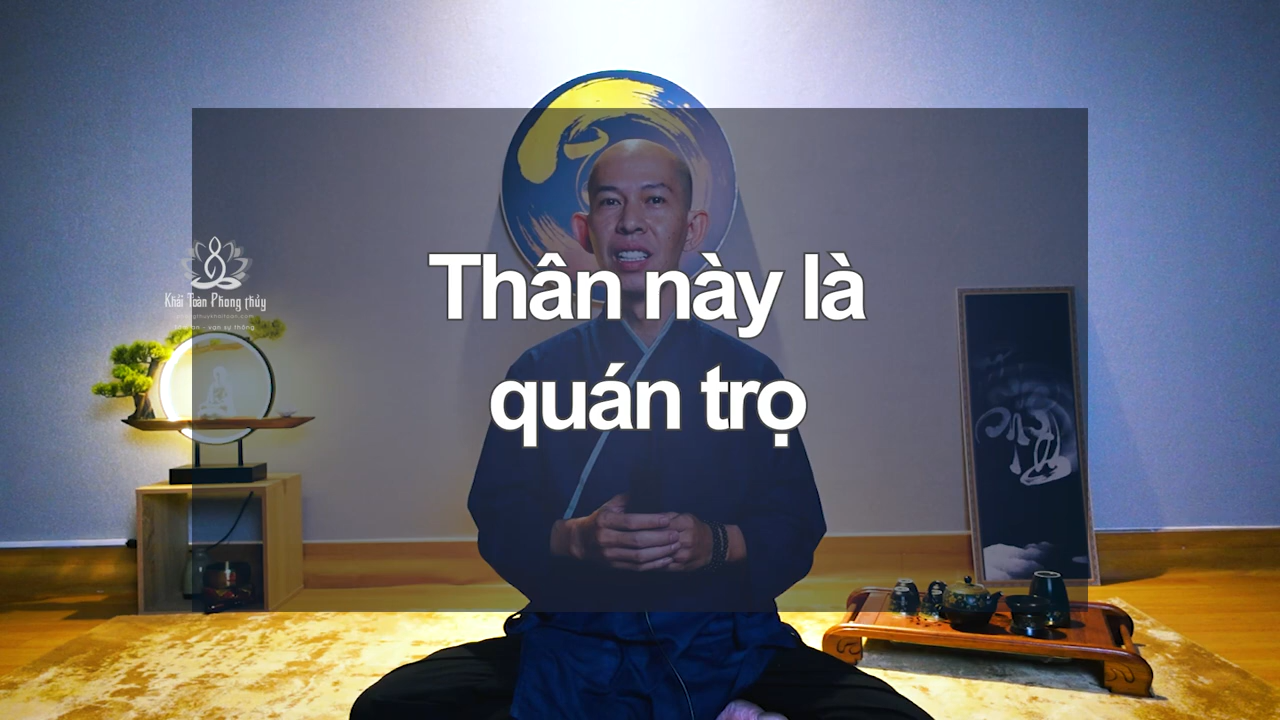 Thân này là
quán trọ
Khải Toàn Phong thủy